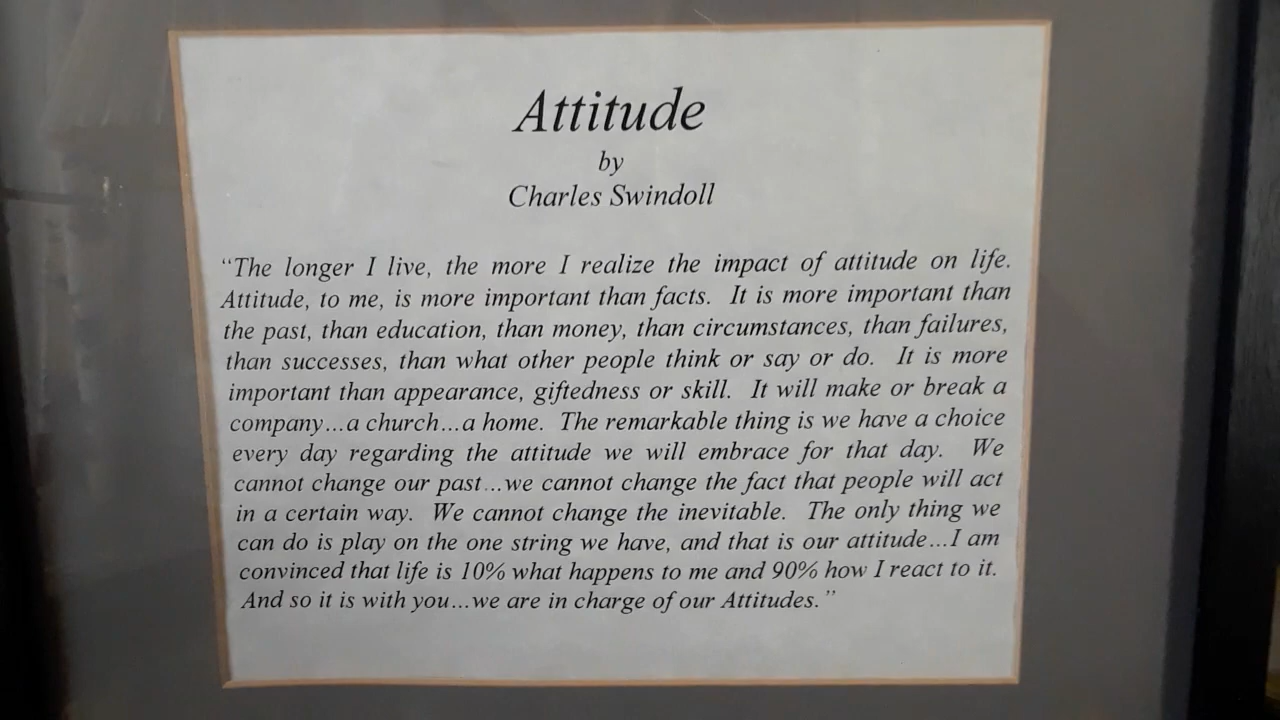 Attitude
by
Charles Swindoll
“The longer I live, the more I realize the impact of attitude on life.
Attitude, to me, is more important than facts. It is more important than
the past, than education, than money, than circumstances, than failures,
than successes, than what other people think or say or do. It is more
important than appearance, giftedness or skill. It will make or break a
company…a church…a home. The remarkable thing is we have a choice
every day regarding the attitude we will embrace for that day. We
cannot change our past…we cannot change the fact that people will act
in a certain way. We cannot change the inevitable. The only thing we
can do is play on the one string we have, and that is our attitude…I am
convinced that life is 10% what happens to me and 90% how I react to it.
And so it is with you…we are in charge of our Attitudes.”